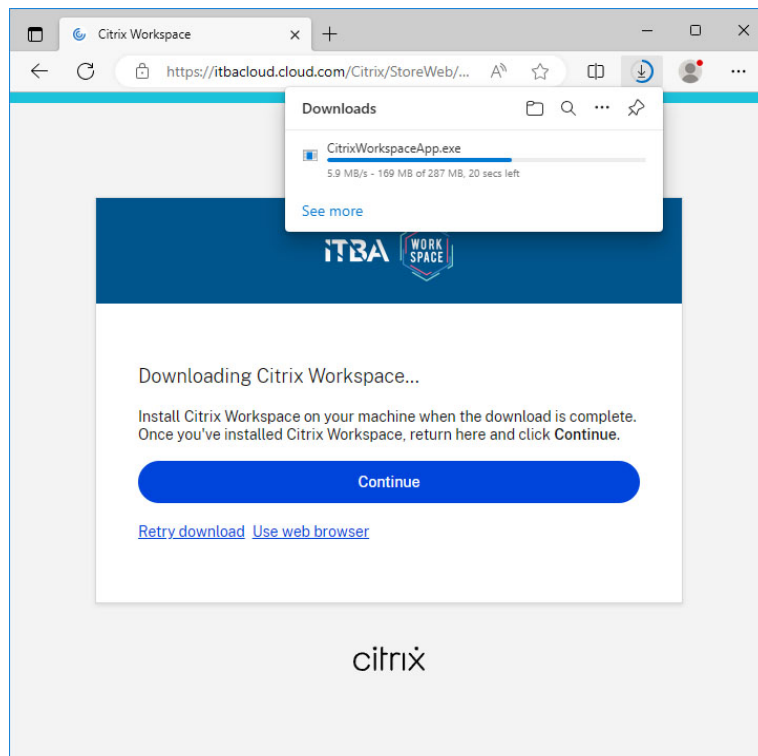 Citrix Workspace
https://itbacloud.cloud.com/Citrix/StoreWeb/...
Downloads
CitrixWorkspaceApp.exe
5.9 MB/s - 169 MB of 287 MB, 20 secs left
See more
ITBA WORK
SPACE
Downloading Citrix Workspace...
Install Citrix Workspace on your machine when the download is complete.
Once you've installed Citrix Workspace, return here and click Continue.
Continue
Retry download Use web browser
citrix